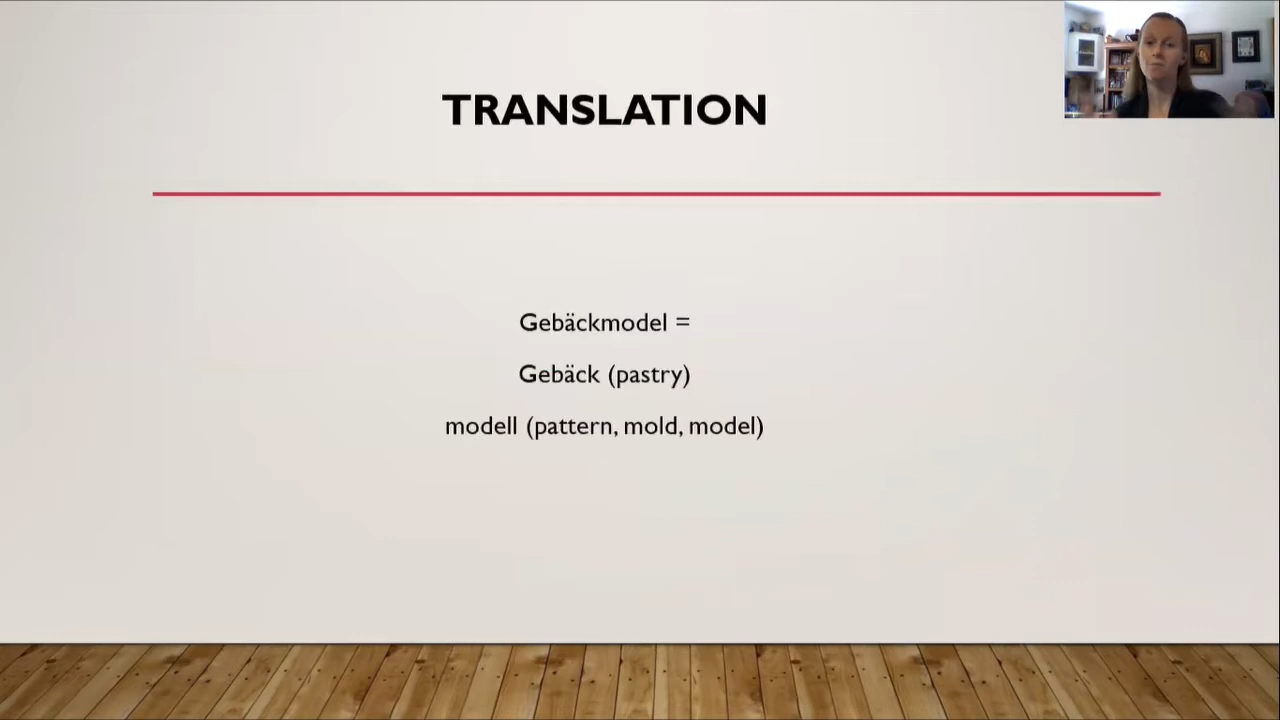 TRANSLATION
Gebäckmodel =
Gebäck (pastry)
modell (pattern, mold, model)